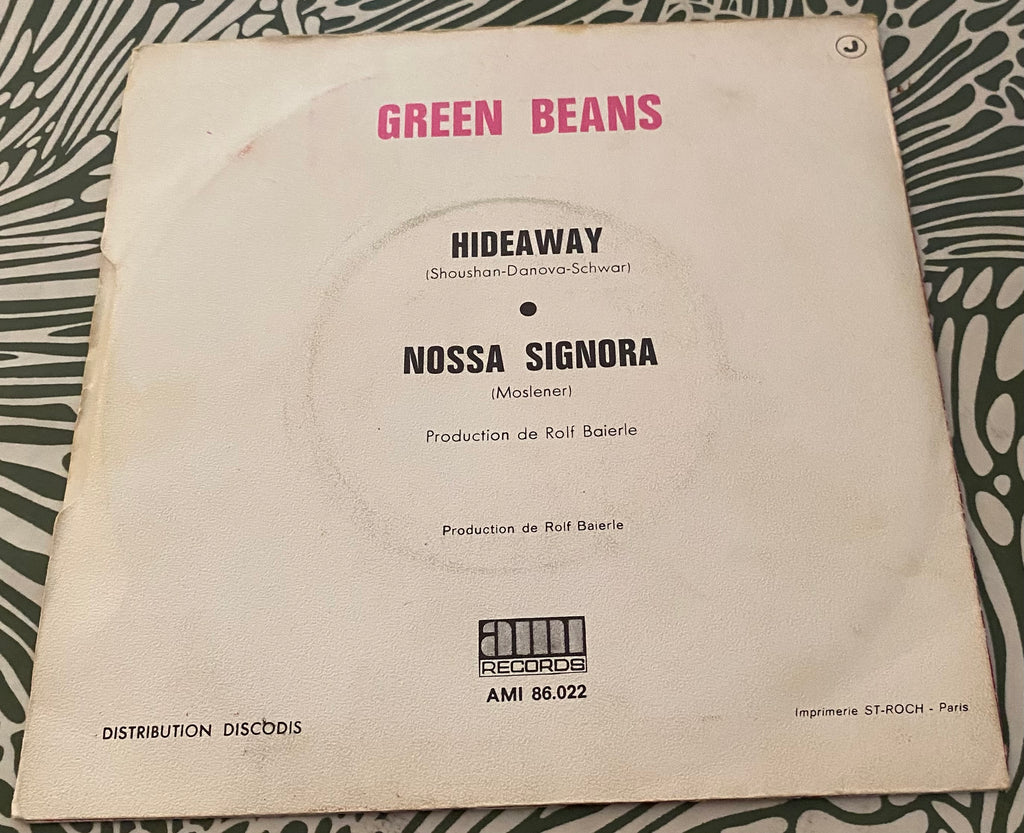 J
GREEN BEANS
HIDEAWAY
(Shoushan-Danova-Schwar)
NOSSA SIGNORA
(Moslener)
Production de Rolf Baierle
Production de Rolf Baierle
ami
RECORDS
AMI 86.022
DISTRIBUTION DISCODIS
Imprimerie ST-ROCH - Paris